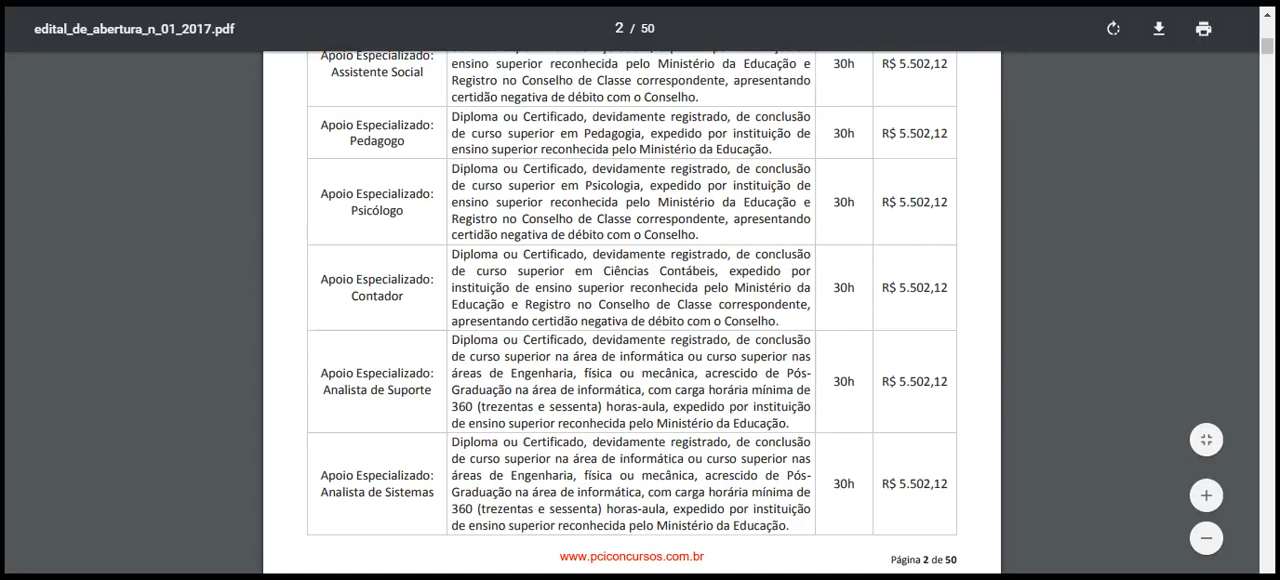 edital_de_abertura_n_01_2017.pdf
2 / 50
Apoio Especializado:
Assistente Social
ensino superior reconhecida pelo Ministério da Educação e
Registro no Conselho de Classe correspondente, apresentando
certidão negativa de débito com o Conselho.
30h
R$ 5.502,12
Apoio Especializado:
Pedagogo
Diploma ou Certificado, devidamente registrado, de conclusão
de curso superior em Pedagogia, expedido por instituição de
ensino superior reconhecida pelo Ministério da Educação.
30h
R$ 5.502,12
Apoio Especializado:
Psicólogo
Diploma ou Certificado, devidamente registrado, de conclusão
de curso superior em Psicologia, expedido por instituição de
ensino superior reconhecida pelo Ministério da Educação e
Registro no Conselho de Classe correspondente, apresentando
certidão negativa de débito com o Conselho.
30h
R$ 5.502,12
Apoio Especializado:
Contador
Diploma ou Certificado, devidamente registrado, de conclusão
de curso superior em Ciências Contábeis, expedido por
instituição de ensino superior reconhecida pelo Ministério da
Educação e Registro no Conselho de Classe correspondente,
apresentando certidão negativa de débito com o Conselho.
30h
R$ 5.502,12
Apoio Especializado:
Analista de Suporte
Diploma ou Certificado, devidamente registrado, de conclusão
de curso superior na área de informática ou curso superior nas
áreas de Engenharia, física ou mecânica, acrescido de Pós-
Graduação na área de informática, com carga horária mínima de
360 (trezentas e sessenta) horas-aula, expedido por instituição
de ensino superior reconhecida pelo Ministério da Educação.
30h
R$ 5.502,12
Apoio Especializado:
Analista de Sistemas
Diploma ou Certificado, devidamente registrado, de conclusão
de curso superior na área de informática ou curso superior nas
áreas de Engenharia, física ou mecânica, acrescido de Pós-
Graduação na área de informática, com carga horária mínima de
360 (trezentas e sessenta) horas-aula, expedido por instituição
de ensino superior reconhecida pelo Ministério da Educação.
30h
R$ 5.502,12
www.pciconcursos.com.br
Página 2 de 50